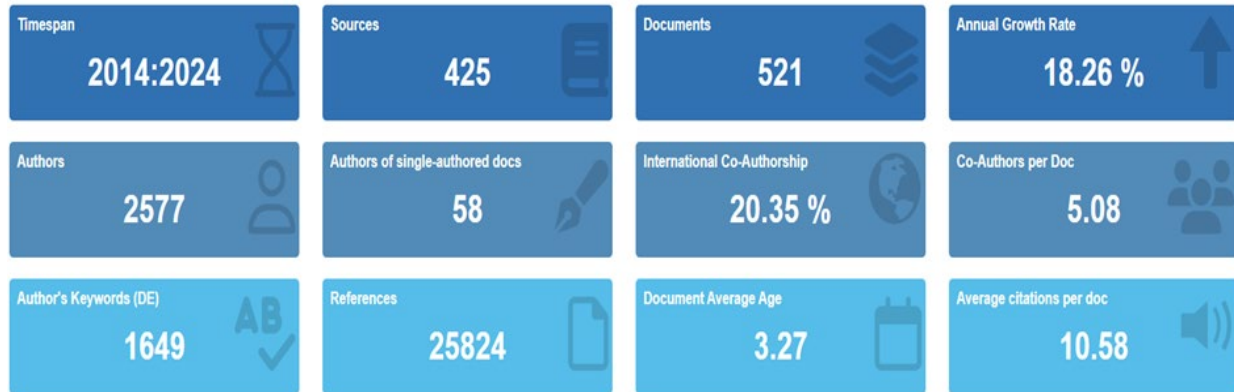 Timespan
2014:2024
Sources
425
Documents
521
Annual Growth Rate
18.26 %
Authors
2577
Authors of single-authored docs
58
International Co-Authorship
20.35 %
Co-Authors per Doc
5.08
Author's Keywords (DE)
AB
1649
References
25824
Document Average Age
3.27
Average citations per doc
10.58